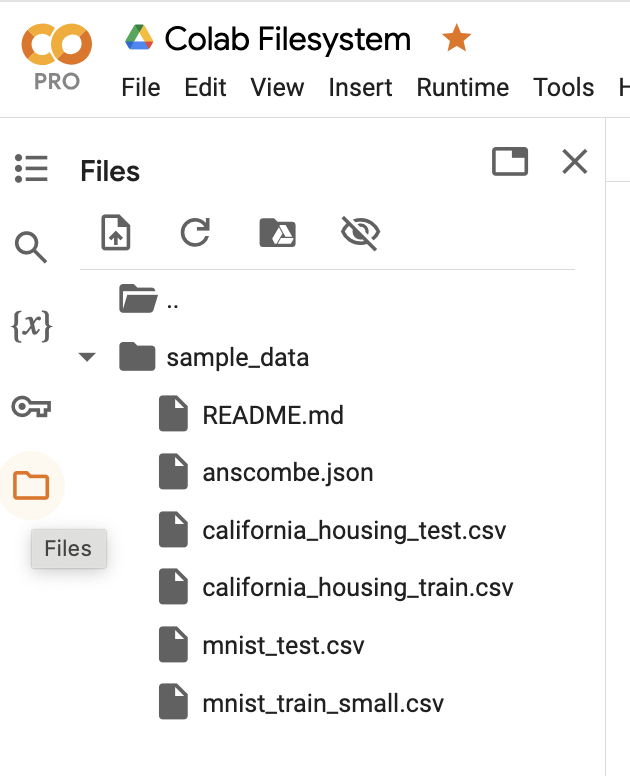 PRO
Colab Filesystem
File Edit View Insert Runtime Tools H
Files
..
sample_data
{x}
README.md
anscombe.json
california_housing_test.csv
Files
california_housing_train.csv
mnist_test.csv
mnist_train_small.csv